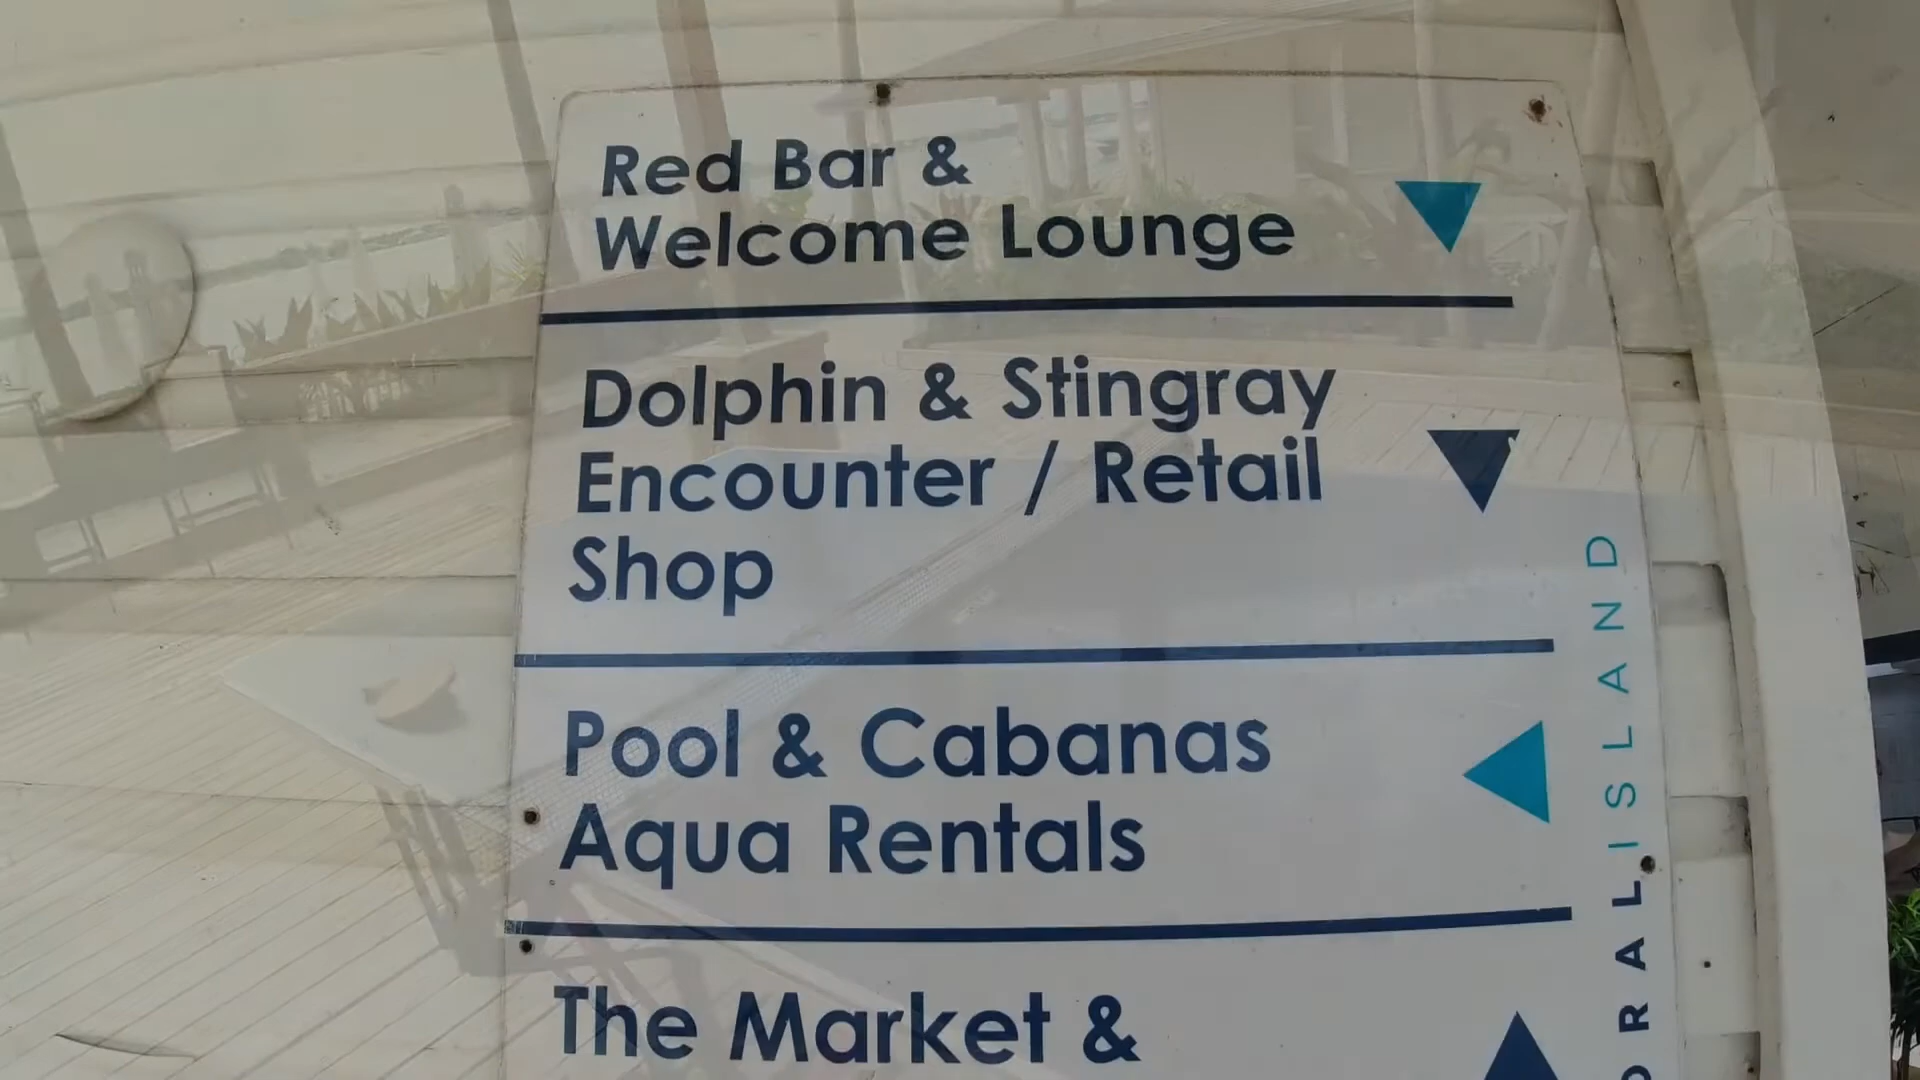 Red Bar &
Welcome Lounge
Dolphin & Stingray
Encounter / Retail
Shop
Pool & Cabanas
Aqua Rentals
The Market &
ORAL ISLAND